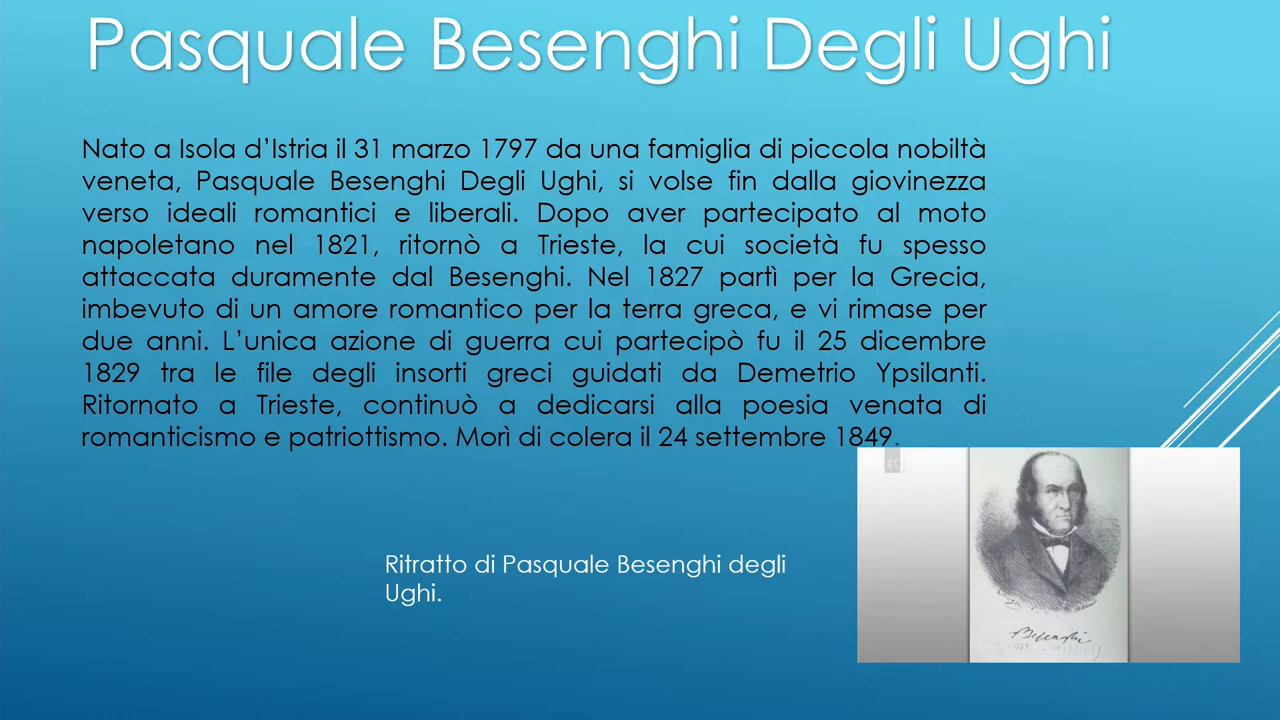 Pasquale Besenghi Degli Ughi
Nato a Isola d’Istria il 31 marzo 1797 da una famiglia di piccola nobiltà
veneta, Pasquale Besenghi Degli Ughi, si volse fin dalla giovinezza
verso ideali romantici e liberali. Dopo aver partecipato al moto
napoletano nel 1821, ritornò a Trieste, la cui società fu spesso
attaccata duramente dal Besenghi. Nel 1827 partì per la Grecia,
imbevuto di un amore romantico per la terra greca, e vi rimase per
due anni. L’unica azione di guerra cui partecipò fu il 25 dicembre
1829 tra le file degli insorti greci guidati da Demetrio Ypsilanti.
Ritornato a Trieste, continuò a dedicarsi alla poesia venata di
romanticismo e patriottismo. Morì di colera il 24 settembre 1849.
Ritratto di Pasquale Besenghi degli
Ughi.
Besenghi